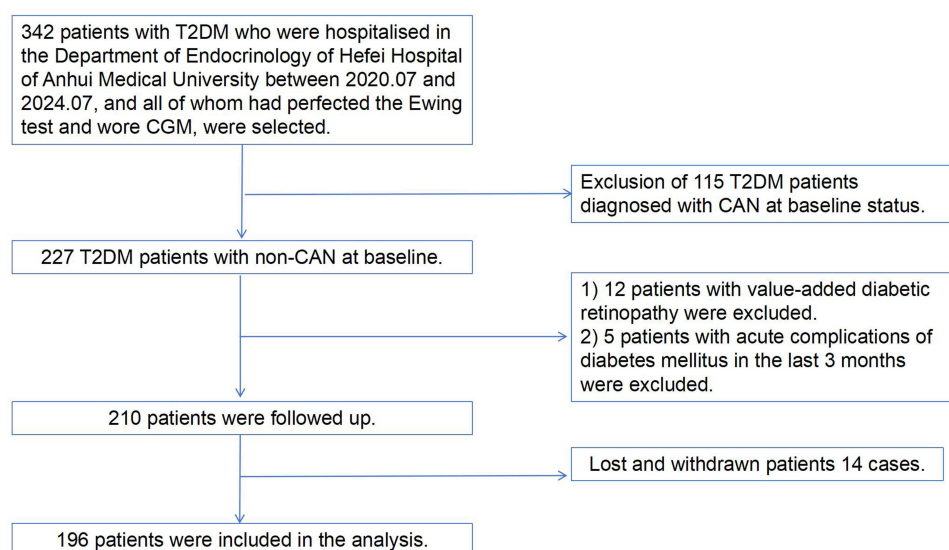 342 patients with T2DM who were hospitalised in
the Department of Endocrinology of Hefei Hospital
of Anhui Medical University between 2020.07 and
2024.07, and all of whom had perfected the Ewing
test and wore CGM, were selected.
Exclusion of 115 T2DM patients
diagnosed with CAN at baseline status.
227 T2DM patients with non-CAN at baseline.
1) 12 patients with value-added diabetic
retinopathy were excluded.
2) 5 patients with acute complications of
diabetes mellitus in the last 3 months
were excluded.
210 patients were followed up.
Lost and withdrawn patients 14 cases.
196 patients were included in the analysis.